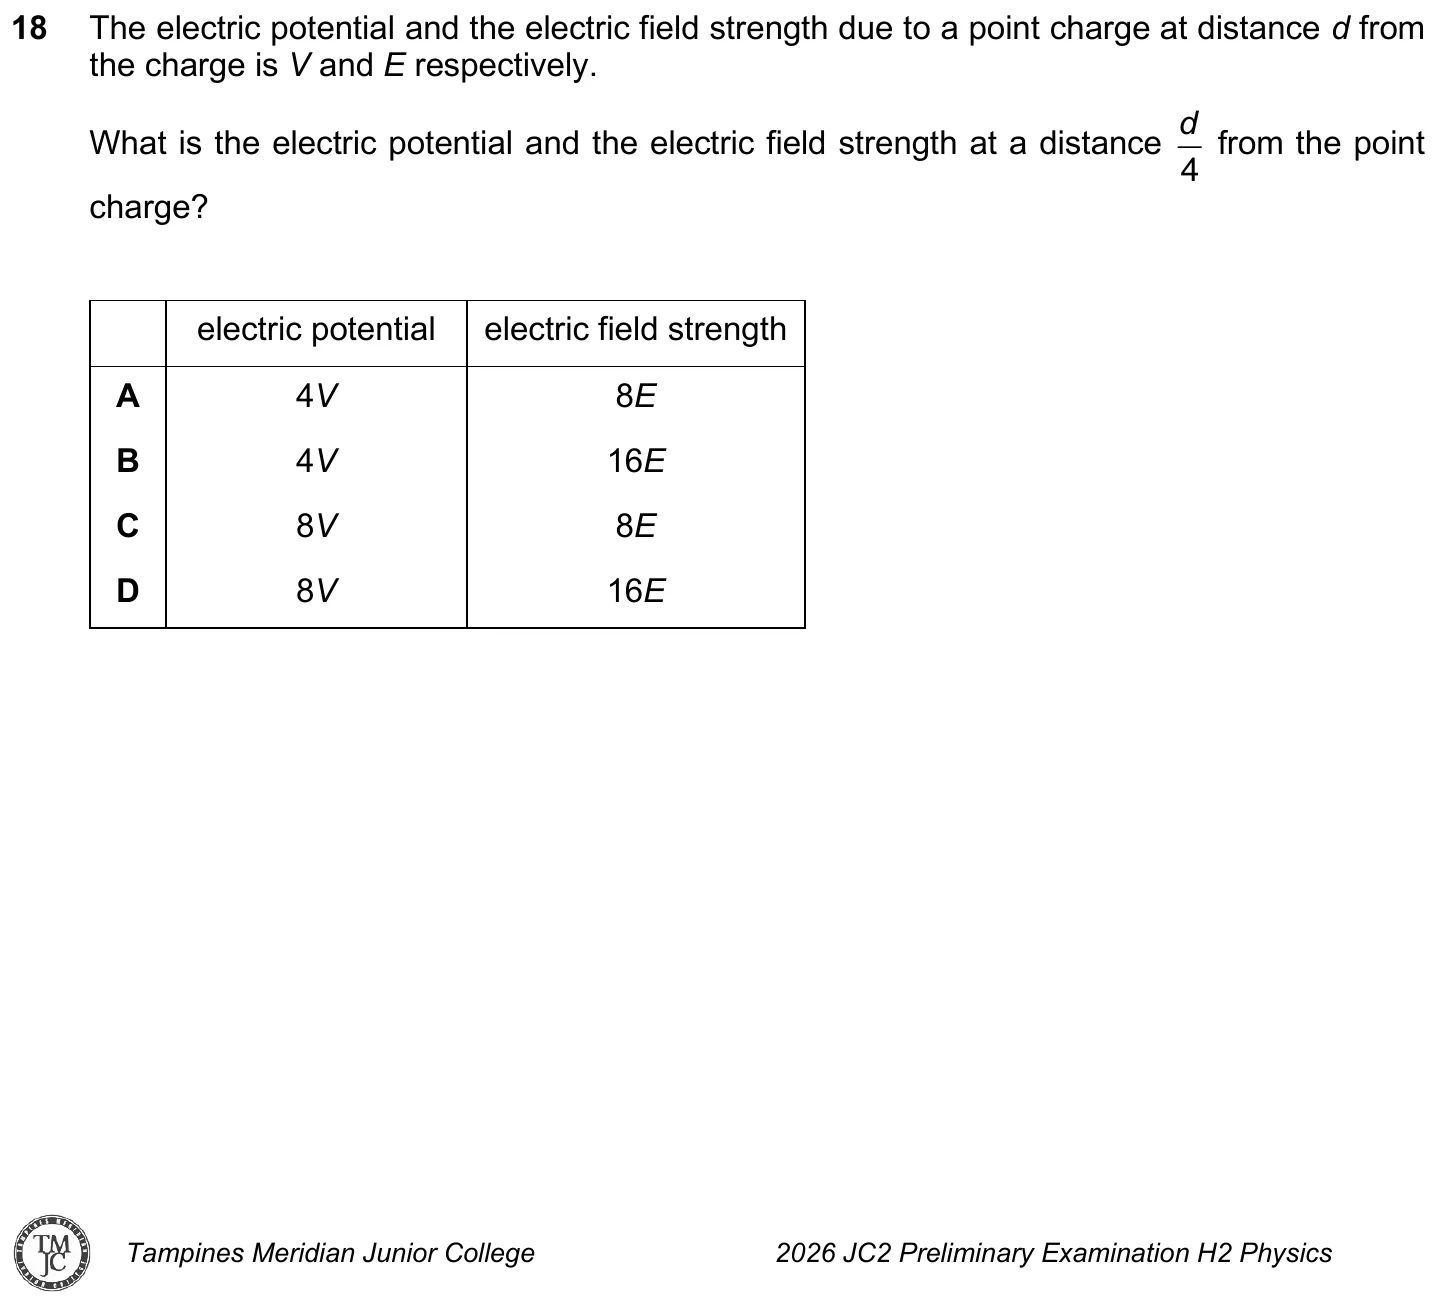 18 The electric potential and the electric field strength due to a point charge at distance d from
the charge is V and E respectively.
What is the electric potential and the electric field strength at a distance d/4 from the point
charge?
electric potential electric field strength
A 4V 8E
B 4V 16E
C 8V 8E
D 8V 16E
TM
JC
Tampines Meridian Junior College 2026 JC2 Preliminary Examination H2 Physics